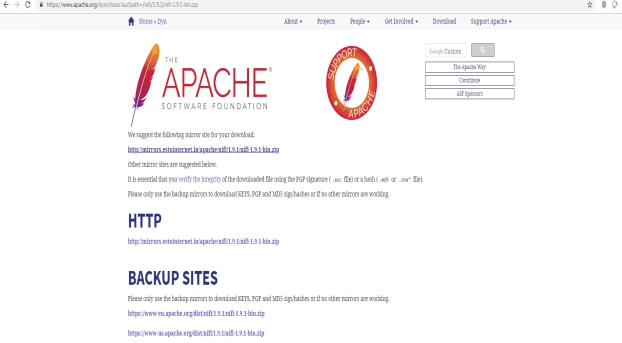 https://www.apache.org/dyn/closer.lua?path=/nifi/1.9.1/nifi-1.9.1-bin.zip
Home » Dyn About Projects People Get Involved Download Support Apache
THE
APACHE®
SOFTWARE FOUNDATION
SUPPORT
APACHE
Google Custom
The Apache Way
Contribute
ASF Sponsors
We suggest the following mirror site for your download:
http://mirrors.estointernet.in/apache/nifi/1.9.1/nifi-1.9.1-bin.zip
Other mirror sites are suggested below.
It is essential that you verify the integrity of the downloaded file using the PGP signature ( .asc file) or a hash ( .md5 or .sha* file).
Please only use the backup mirrors to download KEYS, PGP and MD5 sigs/hashes or if no other mirrors are working.
HTTP
http://mirrors.estointernet.in/apache/nifi/1.9.1/nifi-1.9.1-bin.zip
BACKUP SITES
Please only use the backup mirrors to download KEYS, PGP and MD5 sigs/hashes or if no other mirrors are working.
https://www-eu.apache.org/dist/nifi/1.9.1/nifi-1.9.1-bin.zip
https://www-us.apache.org/dist/nifi/1.9.1/nifi-1.9.1-bin.zip